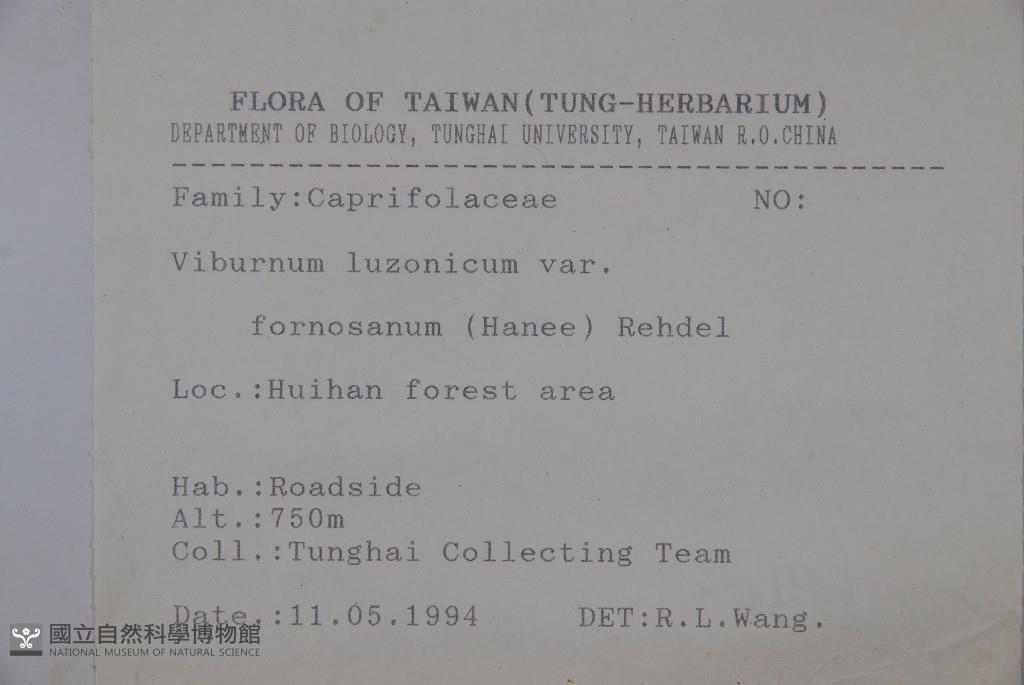 FLORA OF TAIWAN(TUNG-HERBARIUM)
DEPARTMENT OF BIOLOGY, TUNGHAI UNIVERSITY, TAIWAN R.O.CHINA
Family:Caprifolaceae NO:
Viburnum luzonicum var.
fornosanum (Hanee) Rehdel
Loc.:Huihan forest area
Hab.:Roadside
Alt.:750m
Coll.:Tunghai Collecting Team
Date.:11.05.1994 DET:R.L.Wang.
國立自然科學博物館
NATIONAL MUSEUM OF NATURAL SCIENCE